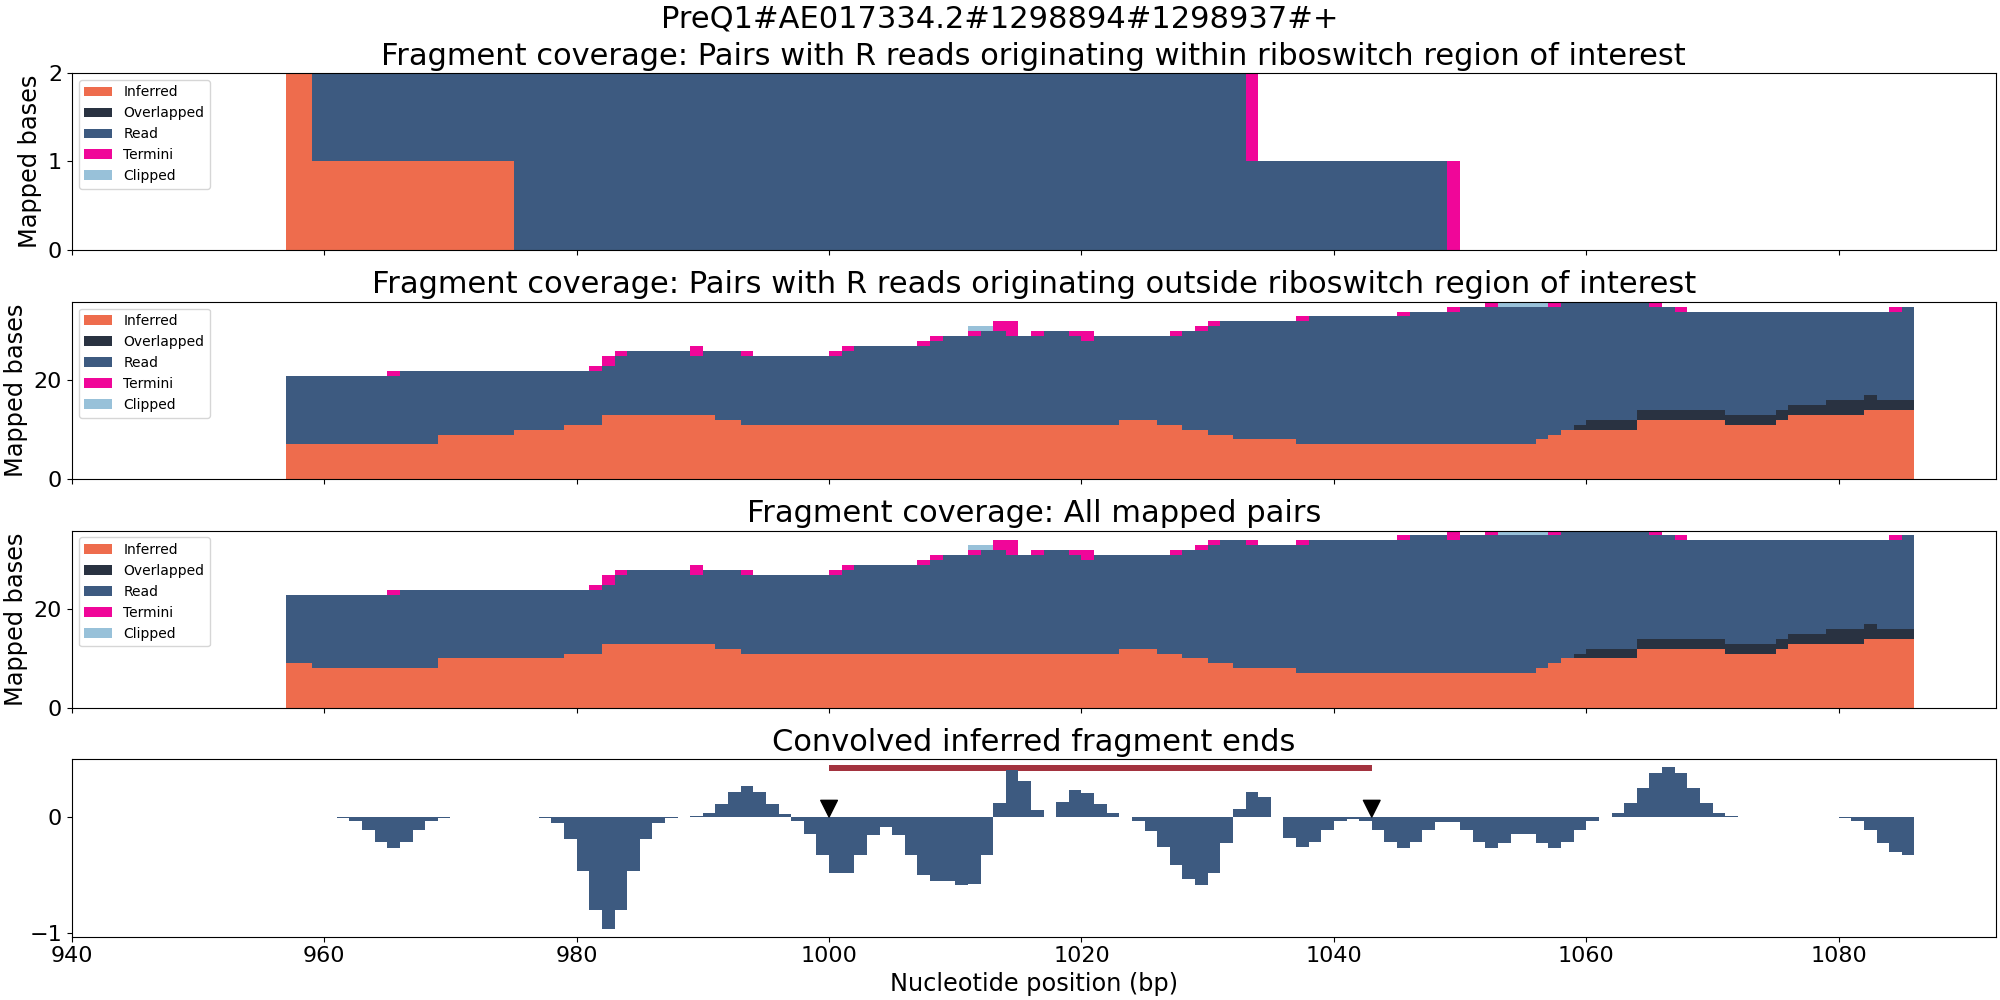 PreQ1#AE017334.2#1298894#1298937#+
Fragment coverage: Pairs with R reads originating within riboswitch region of interest
Mapped bases
2
1
0
Inferred
Overlapped
Read
Termini
Clipped
Fragment coverage: Pairs with R reads originating outside riboswitch region of interest
Mapped bases
20
0
Inferred
Overlapped
Read
Termini
Clipped
Fragment coverage: All mapped pairs
Mapped bases
20
0
Inferred
Overlapped
Read
Termini
Clipped
Convolved inferred fragment ends
0
−1
940 960 980 1000 1020 1040 1060 1080
Nucleotide position (bp)